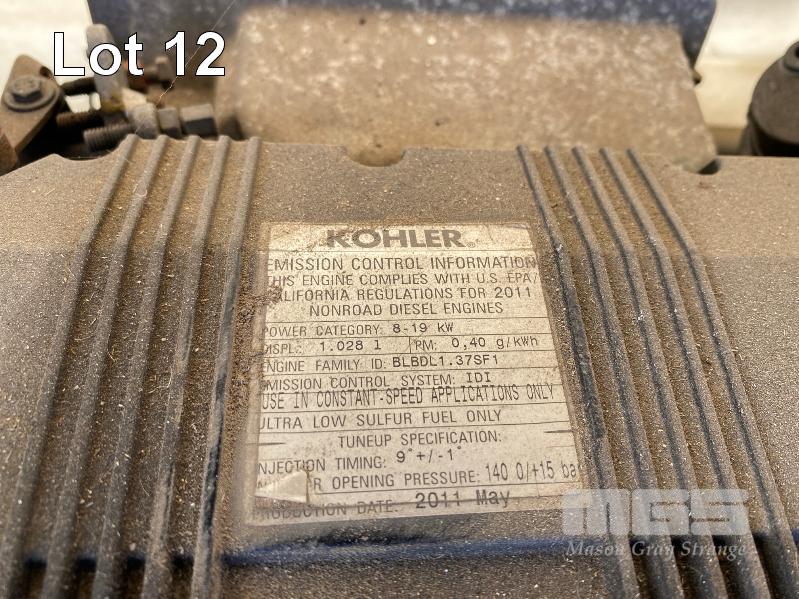 Lot 12
KOHLER®
EMISSION CONTROL INFORMATION
THIS ENGINE COMPLIES WITH U.S. EPA/
CALIFORNIA REGULATIONS FOR 2011
NONROAD DIESEL ENGINES
POWER CATEGORY: 8-19 kW
DISPL: 1.028 l PM: 0,40 g/kWh
ENGINE FAMILY ID: BLBDL1.37SF1
EMISSION CONTROL SYSTEM: IDI
USE IN CONSTANT-SPEED APPLICATIONS ONLY
ULTRA LOW SULFUR FUEL ONLY
TUNEUP SPECIFICATION:
INJECTION TIMING: 9°+/-1°
OPENING PRESSURE: 140 0/+15 bar
PRODUCTION DATE: 2011 May
MGS
Mason Gray Strange